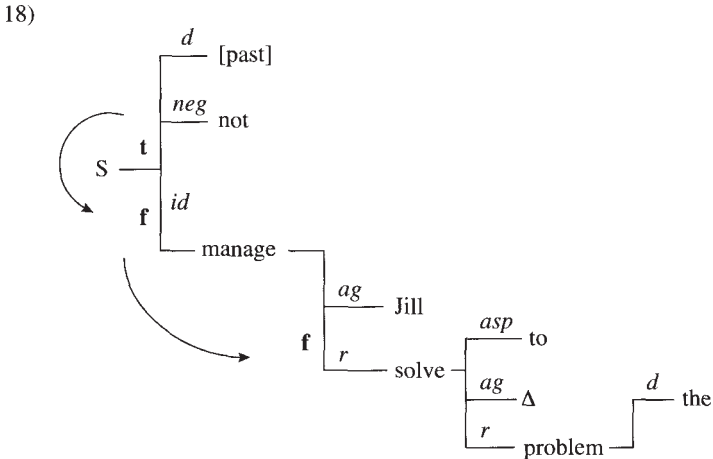 18)
d
[past]
neg
not
t
S
f
id
manage
ag
Jill
f
r
solve
asp
to
ag
Δ
r
problem
d
the